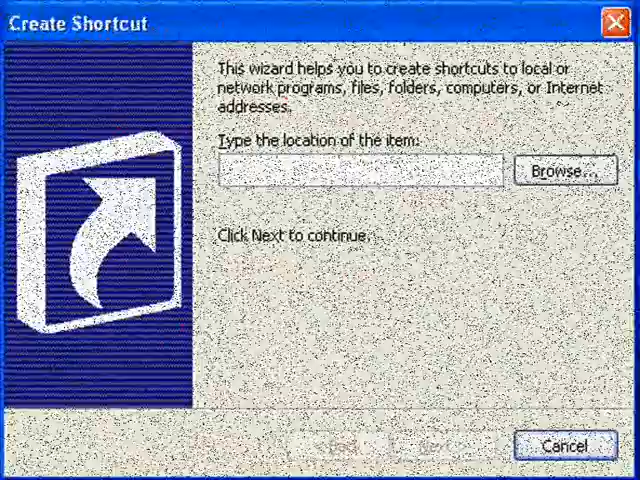 Create Shortcut
This wizard helps you to create shortcuts to local or
network programs, files, folders, computers, or Internet
addresses.
Type the location of the item:
Browse...
Click Next to continue.
Cancel